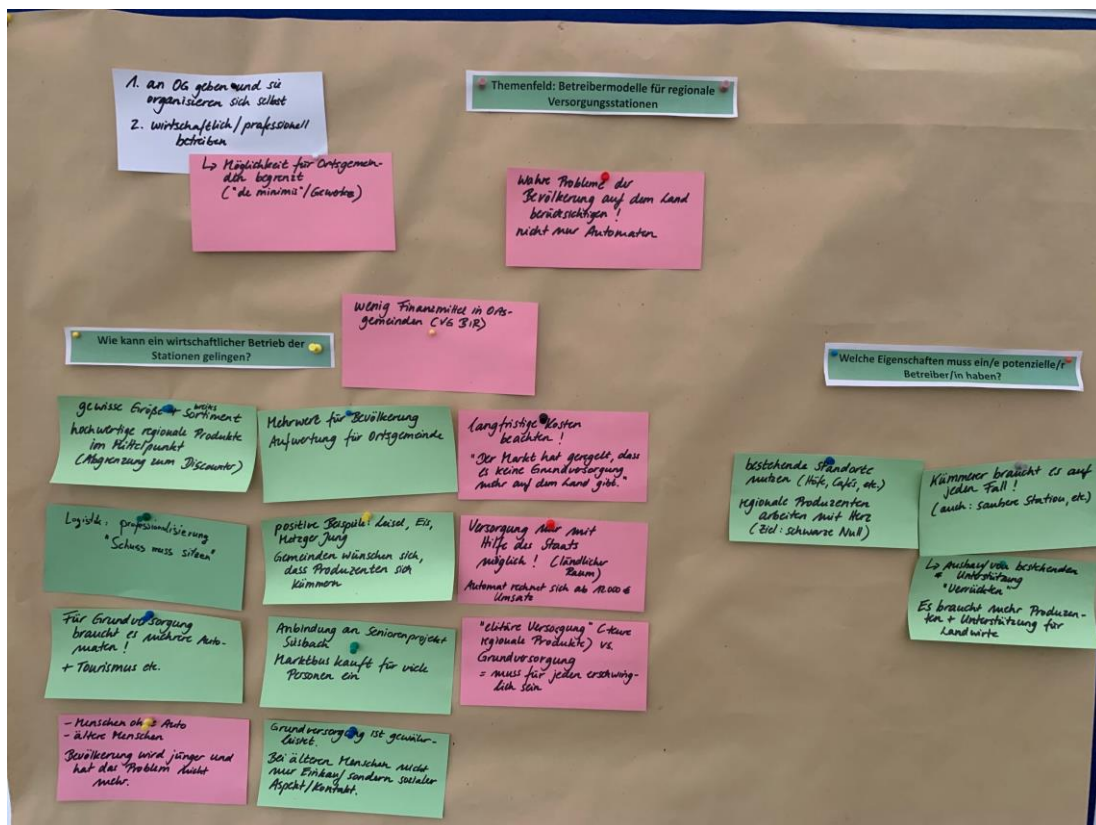 1. an OG geben und sie
organisieren sich selbst
2. wirtschaftlich/professionell
betreiben
↳ Möglichkeit für Ortsgemein-
den begrenzt
("de minimis"/GewO
Themenfeld: Betreibermodelle für regionale
Versorgungsstationen
Wahre Probleme der
Bevölkerung auf dem Land
berücksichtigen!
nicht nur Automaten
wenig Finanzmittel in Orts-
gemeinden (VG BIR)
Wie kann ein wirtschaftlicher Betrieb der
Stationen gelingen?
gewisse Größe + Sortiment
hochwertige regionale Produkte
im Mittelpunkt
(Abgrenzung zum Discounter)
Logistik: professionalisierung
"Schuss muss sitzen"
Für Grundversorgung
braucht es mehrere Auto-
maten!
+ Tourismus etc.
- Menschen ohne Auto
- ältere Menschen
Bevölkerung wird jünger und
hat das Problem nicht
mehr.
Mehrwert für Bevölkerung
Aufwertung für Ortsgemeinde
positive Beispiele: Leisel, Eis,
Metzger Jung
Gemeinden wünschen sich,
dass Produzenten sich
kümmern
Anbindung an Seniorenprojekt
Sulzbach
Marktbus kauft für viele
Personen ein
Grundversorgung ist gewähr-
leistet.
Bei älteren Menschen nicht
nur Einkauf sondern sozialer
Aspekt/Kontakt.
langfristige Kosten
beachten!
"Der Markt hat geregelt, dass
es keine Grundversorgung
mehr auf dem Land gibt."
Versorgung nur mit
Hilfe des Staats
möglich! (ländlicher
Raum)
Automat rechnet sich ab 12.000 €
Umsatz
"elitäre Versorgung" (-teure
regionale Produkte) vs.
Grundversorgung
= muss für jeden erschwing-
lich sein
Welche Eigenschaften muss ein/e potenzielle/r
Betreiber/in haben?
bestehende Standorte
nutzen (Höfe, Cafés, etc.)
regionale Produzenten
arbeiten mit Herz
(Ziel: schwarze Null)
Kümmerer braucht es auf
jeden Fall!
(auch: saubere Station, etc.)
↳ Ausbau von bestehenden
= Unterstützung
"Verrückten"
Es braucht mehr Produzen-
ten + Unterstützung für
Landwirte